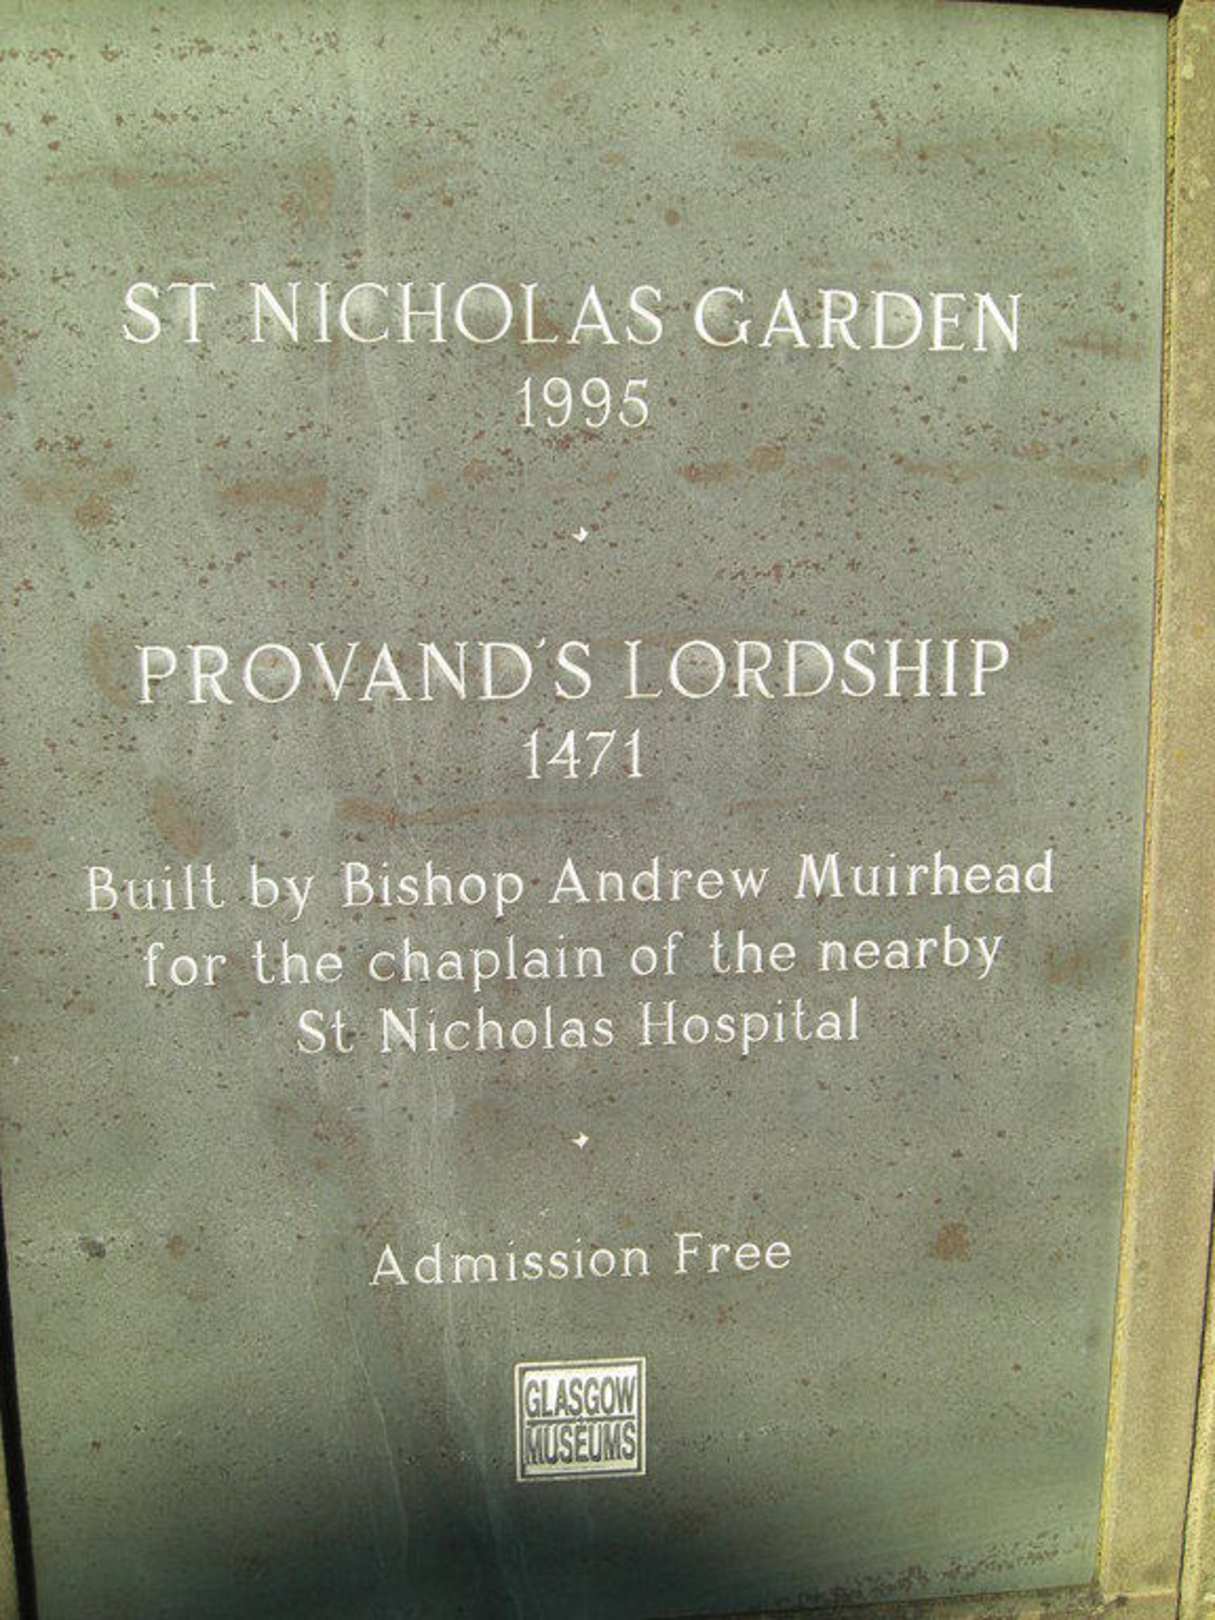 ST NICHOLAS GARDEN
1995
PROVAND'S LORDSHIP
1471
Built by Bishop Andrew Muirhead
for the chaplain of the nearby
St Nicholas Hospital
Admission Free
GLASGOW
MUSEUMS